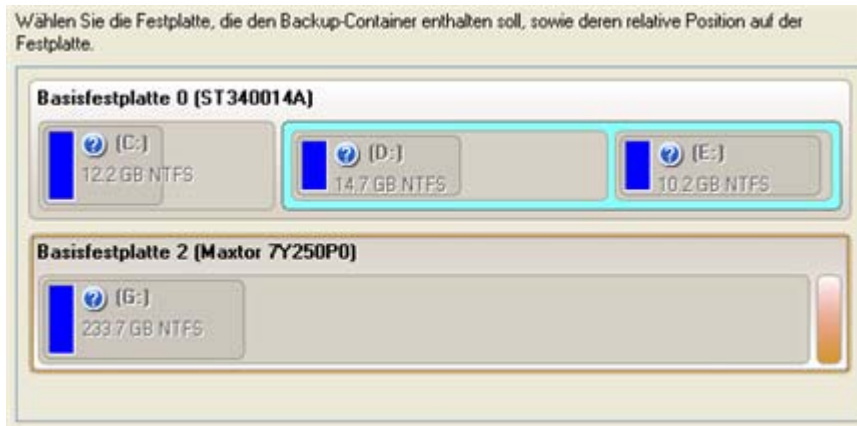 Wählen Sie die Festplatte, die den Backup-Container enthalten soll, sowie deren relative Position auf der
Festplatte.
Basisfestplatte 0 (ST340014A)
(C:)
12.2 GB NTFS
(D:)
14.7 GB NTFS
(E:)
10.2 GB NTFS
Basisfestplatte 2 (Maxtor 7Y250P0)
(G:)
233.7 GB NTFS